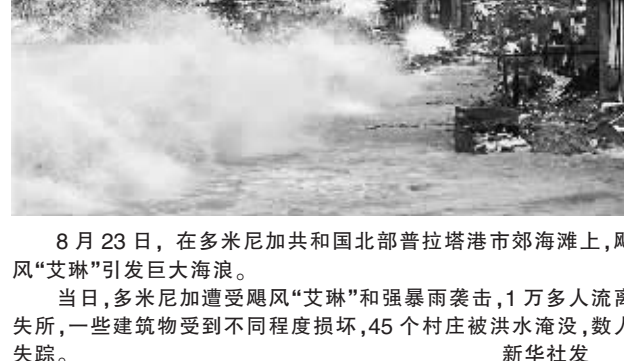 8 月 23 日，在多米尼加共和国北部普拉塔港市郊海滩上,飓
风“艾琳”引发巨大海浪。
当日,多米尼加遭受飓风“艾琳”和强暴雨袭击,1 万多人流离
失所,一些建筑物受到不同程度损坏,45 个村庄被洪水淹没,数人
失踪。 新华社发